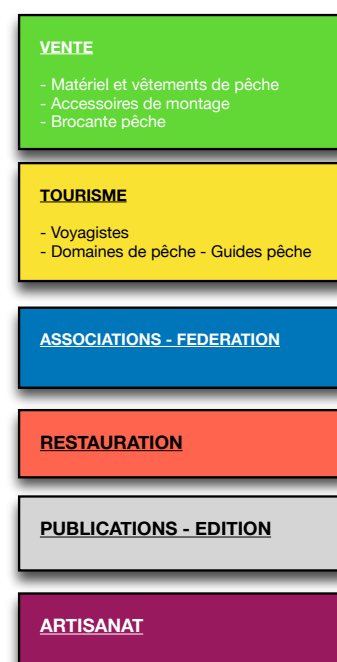 VENTE
- Matériel et vêtements de pêche
- Accessoires de montage
- Brocante pêche
TOURISME
- Voyagistes
- Domaines de pêche - Guides pêche
ASSOCIATIONS - FEDERATION
RESTAURATION
PUBLICATIONS - EDITION
ARTISANAT